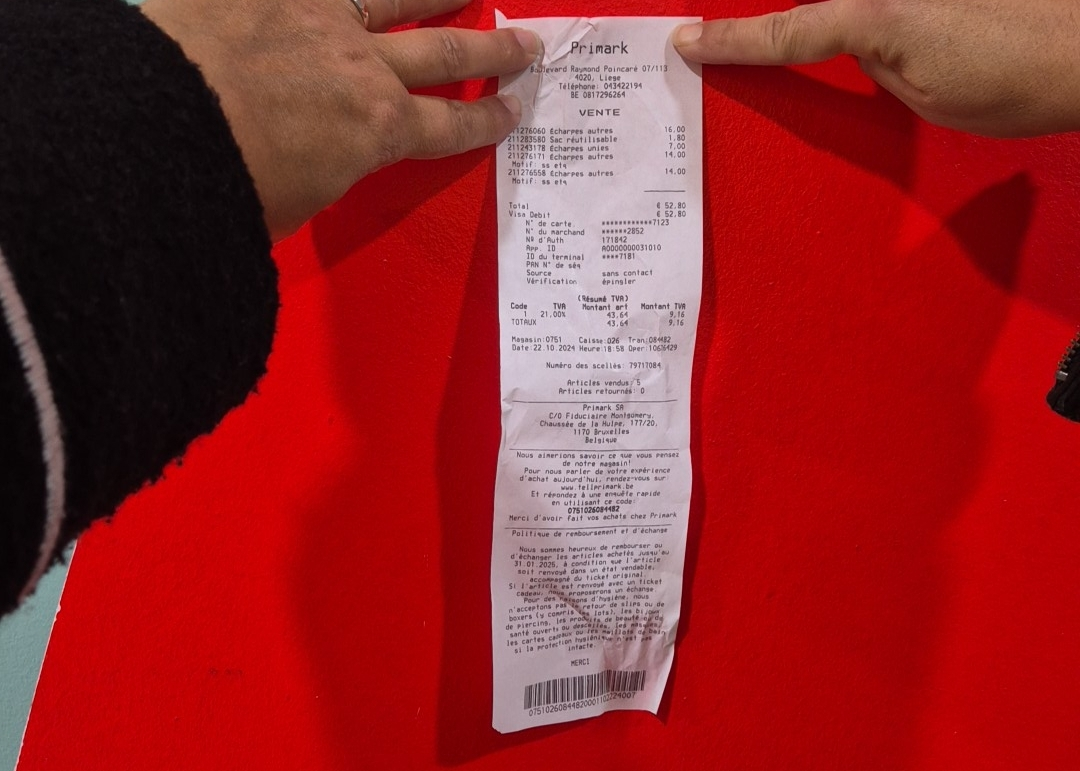 Primark
Boulevard Raymond Poincaré 07/113
4020, Liege
Téléphone: 043422194
BE 0817296264
VENTE
211276060 Écharpes autres 16,00
211283580 Sac réutilisable 1,80
211243178 Écharpes unies 7,00
211276171 Écharpes autres 14,00
Motif: ss etq
211276558 Écharpes autres 14,00
Motif: ss etq
Total € 52,80
Visa Debit € 52,80
N° de carte ************7123
N° du marchand ******2852
Nº d'Auth 171842
App. ID A0000000031010
ID du terminal ****7181
PAN N° de séq
Source sans contact
Vérification épingler
(Résumé TVA)
Code TVA Montant art Montant TVA
1 21,00% 43,64 9,16
TOTAUX 43,64 9,16
Magasin:0751 Caisse:026 Tran:084482
Date:22.10.2024 Heure:18:58 Oper:10676429
Numéro des scellés: 79717084
Articles vendus: 5
Articles retournés: 0
Primark SA
C/O Fiduciaire Montgomery,
Chaussée de la Hulpe, 177/20,
1170 Bruxelles
Belgique
Nous aimerions savoir ce que vous pensez
de notre magasin!
Pour nous parler de votre expérience
d'achat aujourd'hui, rendez-vous sur:
www.tellprimark.be
Et répondez à une enquête rapide
en utilisant ce code:
0751026084482
Merci d'avoir fait vos achats chez Primark
Politique de remboursement et d'échange
Nous sommes heureux de rembourser ou
d'échanger les articles achetés jusqu'au
31.01.2025, à condition que l'article
soit renvoyé dans un état vendable,
accompagné du ticket original.
Si l'article est renvoyé avec un ticket
cadeau, nous proposerons un échange.
Pour des raisons d'hygiène, nous
n'acceptons pas le retour de slips ou de
boxers (y compris les lots), les bijoux
de piercing, les produits de beauté ou de
santé ouverts ou descellés, les masques,
les cartes cadeaux ou les maillots de bain
si la protection hygiénique n'est pas
intacte.
MERCI